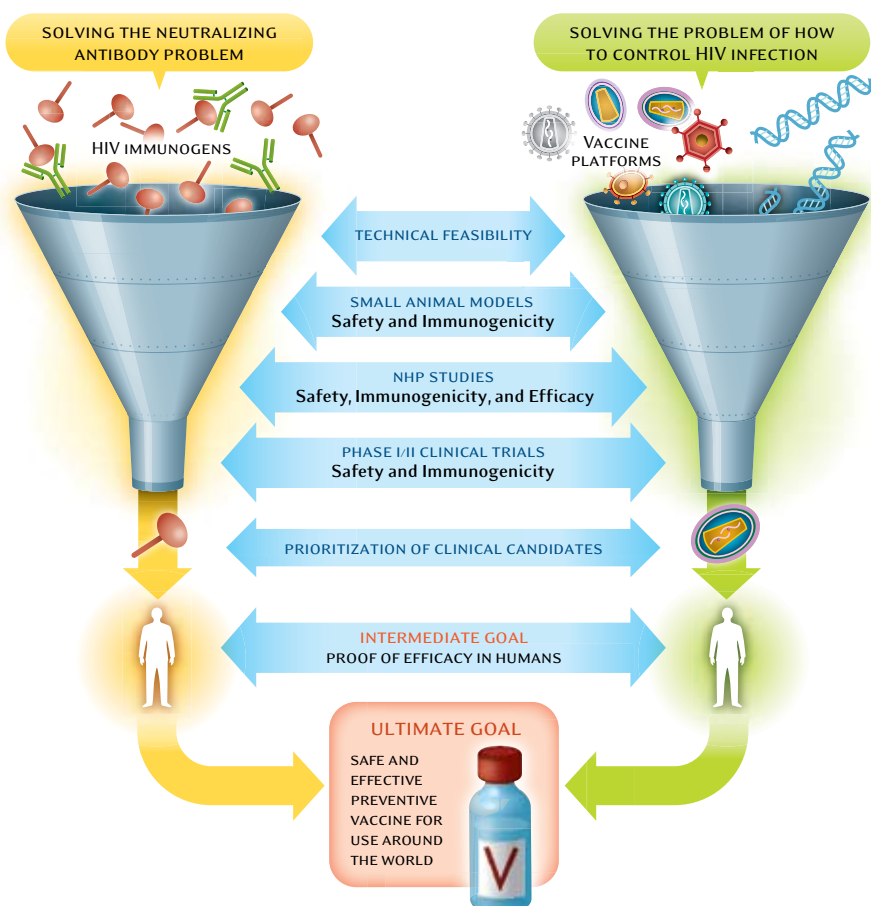 SOLVING THE NEUTRALIZING
ANTIBODY PROBLEM
SOLVING THE PROBLEM OF HOW
TO CONTROL HIV INFECTION
HIV IMMUNOGENS
VACCINE
PLATFORMS
TECHNICAL FEASIBILITY
SMALL ANIMAL MODELS
Safety and Immunogenicity
NHP STUDIES
Safety, Immunogenicity, and Efficacy
PHASE I/II CLINICAL TRIALS
Safety and Immunogenicity
PRIORITIZATION OF CLINICAL CANDIDATES
INTERMEDIATE GOAL
PROOF OF EFFICACY IN HUMANS
ULTIMATE GOAL
SAFE AND
EFFECTIVE
PREVENTIVE
VACCINE FOR
USE AROUND
THE WORLD
V